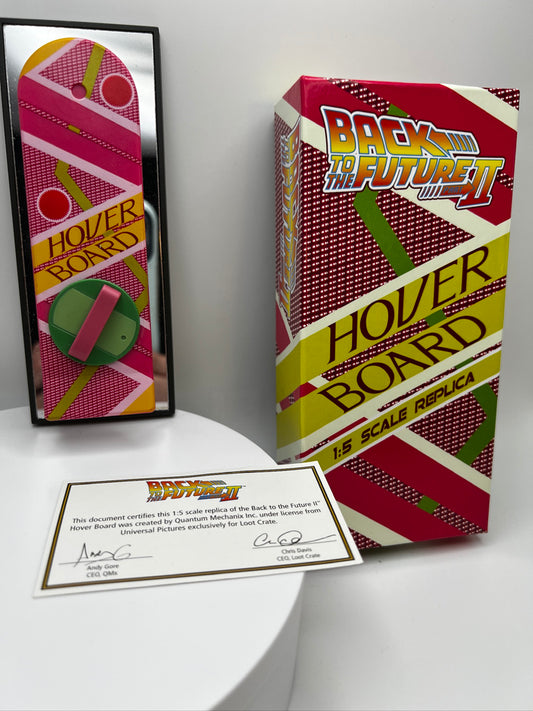 HOVER
BOARD
BACK
TO
THE FUTURE II
HOVER
BOARD
1:5 SCALE REPLICA
BACK
TO
THE FUTURE II
This document certifies this 1:5 scale replica of the Back to the Future II™
Hover Board was created by Quantum Mechanix Inc. under license from
Universal Pictures exclusively for Loot Crate.
Andy Gore
CEO, QMx
Chris Davis
CEO, Loot Crate